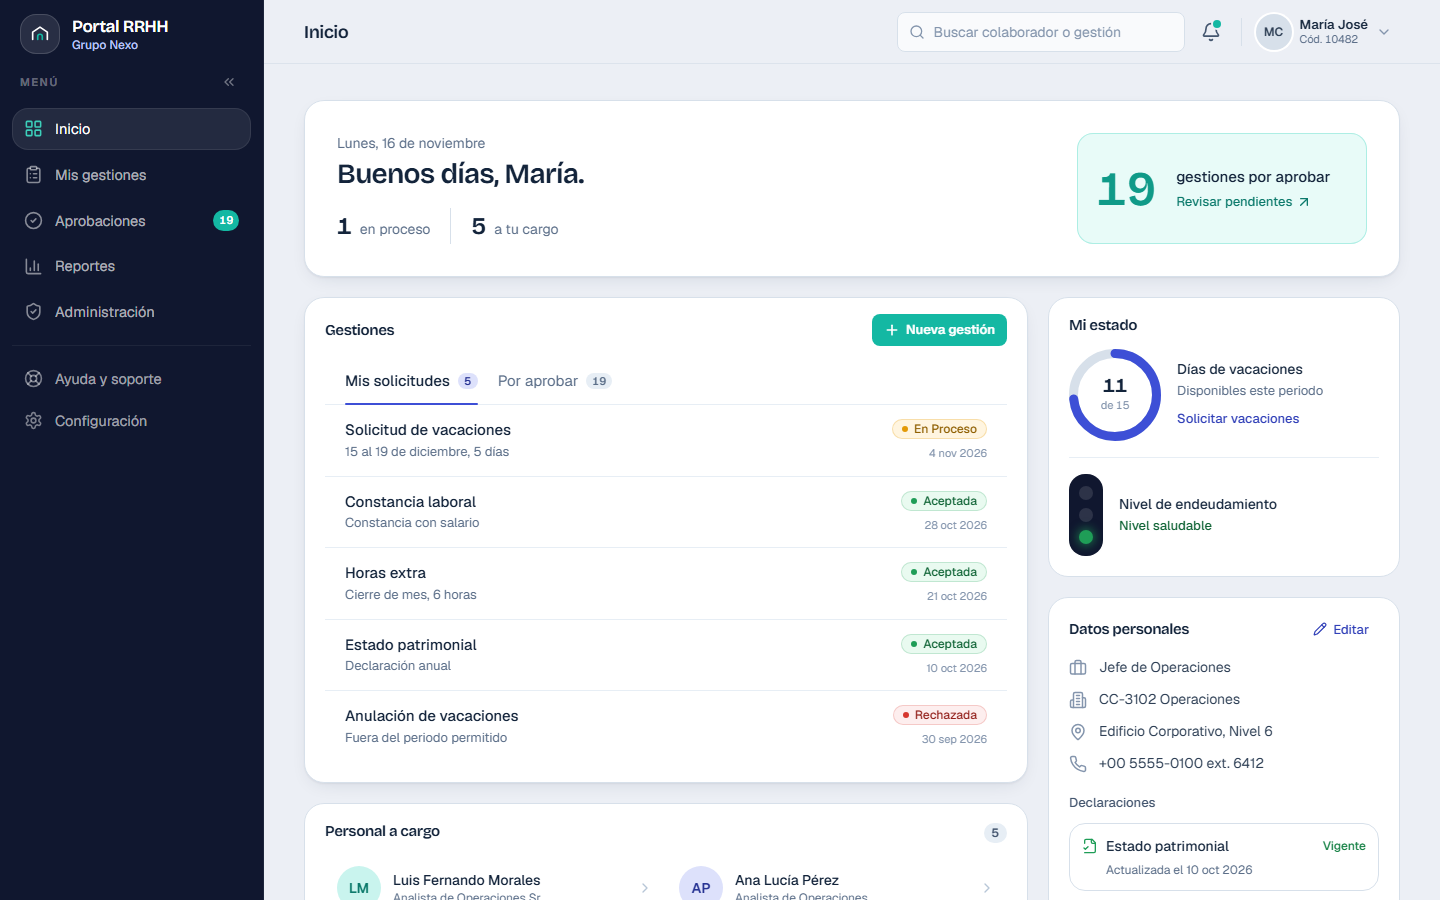 Portal RRHH
Grupo Nexo
MENÚ
Inicio
Mis gestiones
Aprobaciones 19
Reportes
Administración
Ayuda y soporte
Configuración
Inicio
Buscar colaborador o gestión
MC
María José
Cód. 10482
Lunes, 16 de noviembre
Buenos días, María.
1 en proceso
5 a tu cargo
19
gestiones por aprobar
Revisar pendientes
Gestiones
Nueva gestión
Mis solicitudes 5
Por aprobar 19
Solicitud de vacaciones
15 al 19 de diciembre, 5 días
En Proceso
4 nov 2026
Constancia laboral
Constancia con salario
Aceptada
28 oct 2026
Horas extra
Cierre de mes, 6 horas
Aceptada
21 oct 2026
Estado patrimonial
Declaración anual
Aceptada
10 oct 2026
Anulación de vacaciones
Fuera del periodo permitido
Rechazada
30 sep 2026
Personal a cargo
5
LM
Luis Fernando Morales
Analista de Operaciones Sr
AP
Ana Lucía Pérez
Analista de Operaciones
Mi estado
11
de 15
Días de vacaciones
Disponibles este periodo
Solicitar vacaciones
Nivel de endeudamiento
Nivel saludable
Datos personales
Editar
Jefe de Operaciones
CC-3102 Operaciones
Edificio Corporativo, Nivel 6
+00 5555-0100 ext. 6412
Declaraciones
Estado patrimonial
Vigente
Actualizada el 10 oct 2026